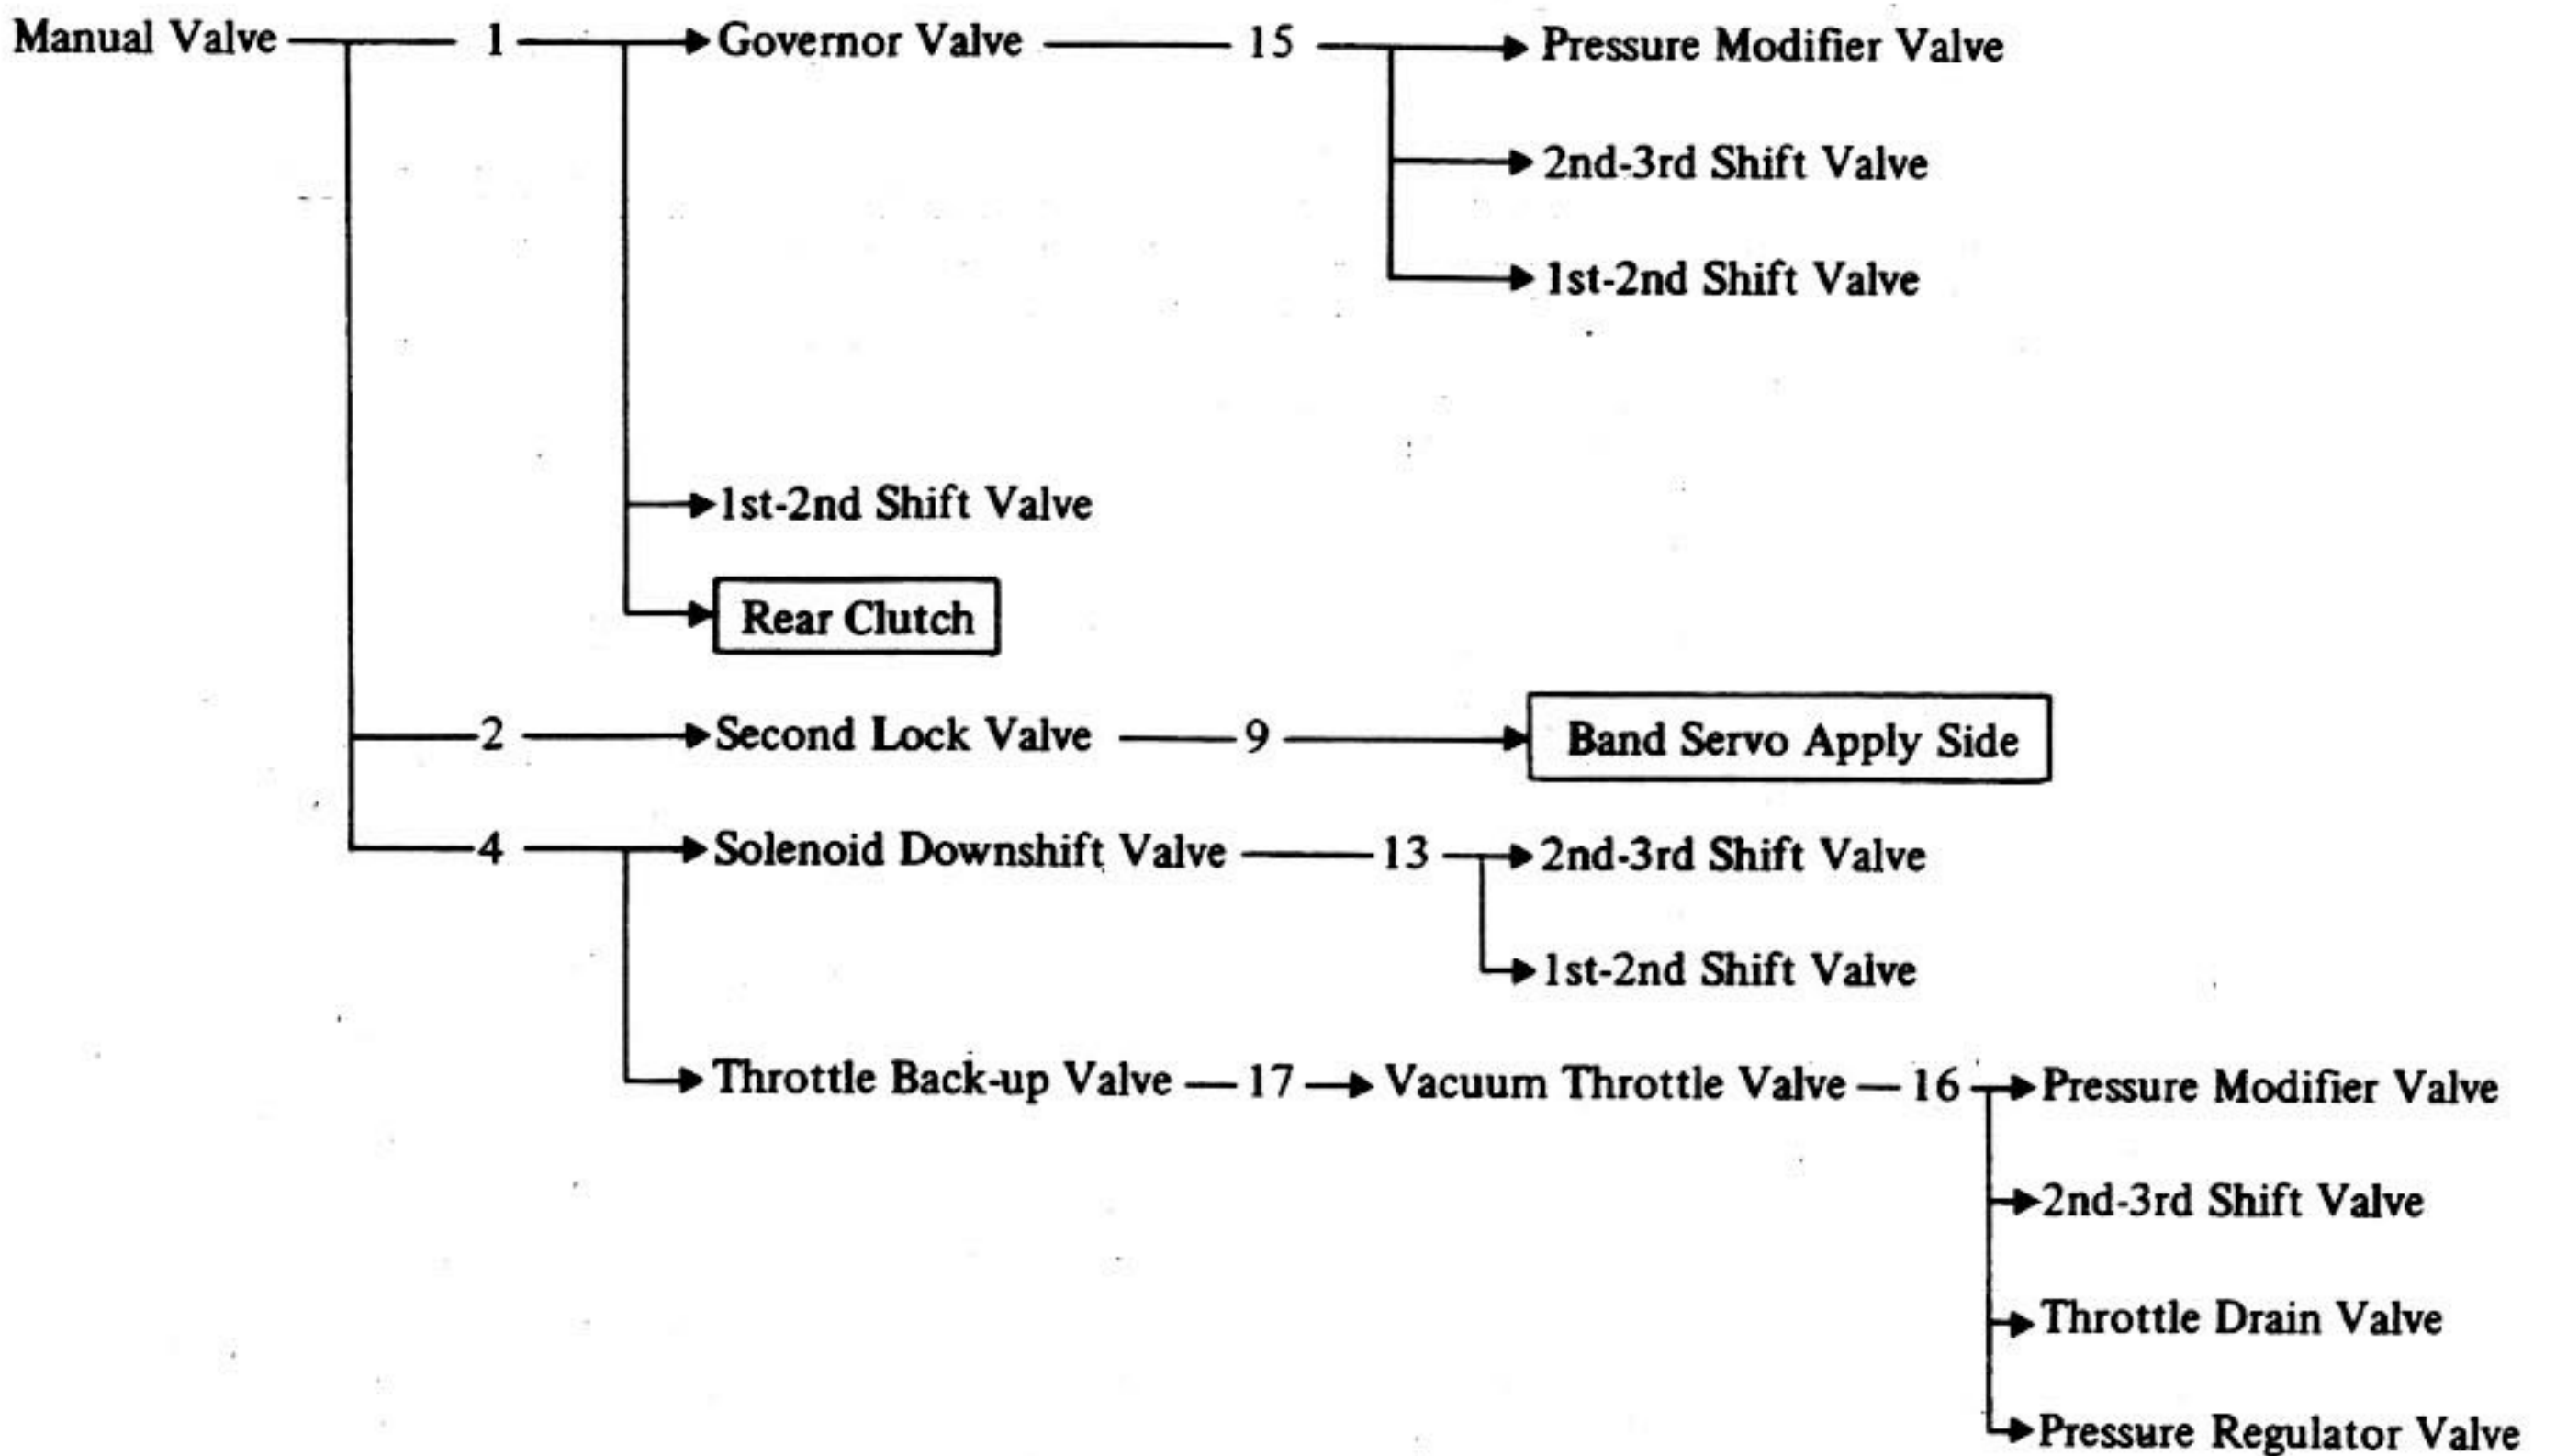 Manual Valve 1 Governor Valve 15 Pressure Modifier Valve
2nd-3rd Shift Valve
1st-2nd Shift Valve
1st-2nd Shift Valve
Rear Clutch
2 Second Lock Valve 9 Band Servo Apply Side
4 Solenoid Downshift Valve 13 2nd-3rd Shift Valve
1st-2nd Shift Valve
Throttle Back-up Valve 17 Vacuum Throttle Valve 16 Pressure Modifier Valve
2nd-3rd Shift Valve
Throttle Drain Valve
Pressure Regulator Valve